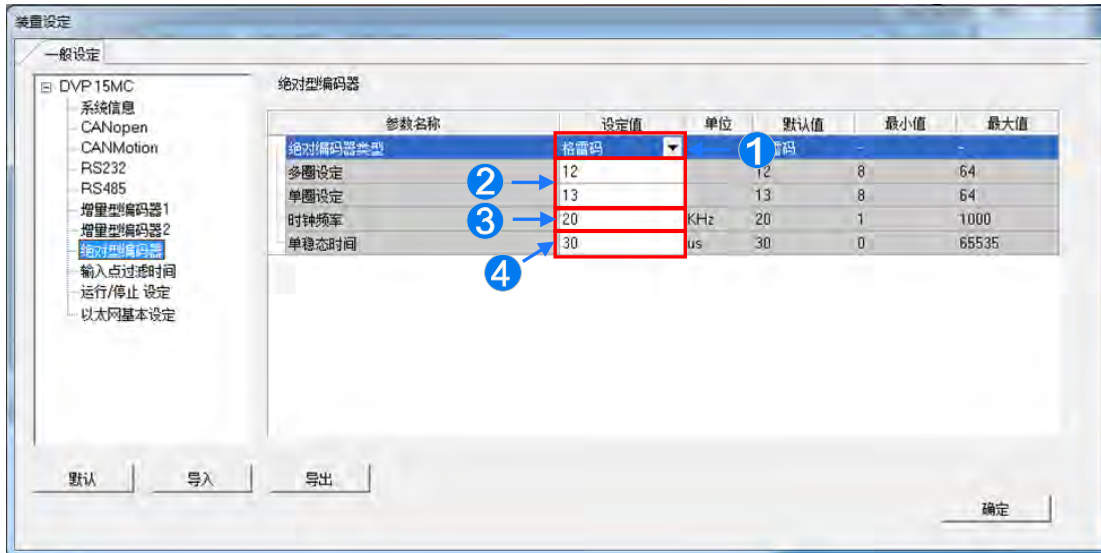 装置设定
一般设定
DVP 15MC
系统信息
CANopen
CANMotion
RS232
RS485
增量型编码器1
增量型编码器2
绝对型编码器
输入点过滤时间
运行/停止 设定
以太网基本设定
绝对型编码器
参数名称 设定值 单位 默认值 最小值 最大值
绝对编码器类型 格雷码 1 雷码 - -
多圈设定 2 12 12 8 64
单圈设定 13 13 8 64
时钟频率 3 20 KHz 20 1 1000
单稳态时间 30 us 30 0 65535
4
默认 导入 导出
确定